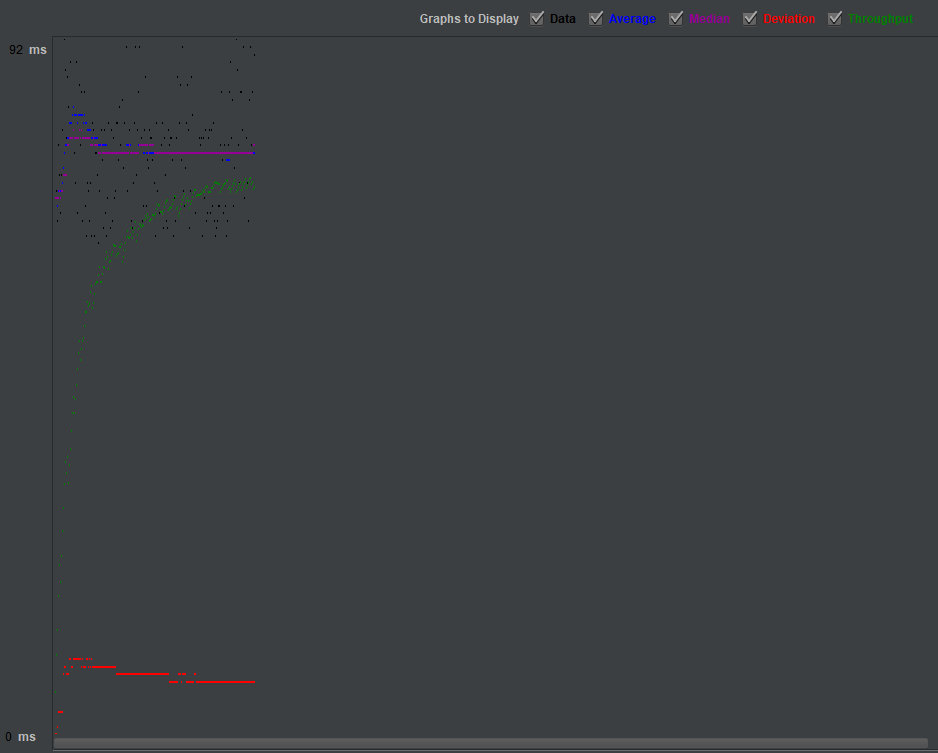 Graphs to Display Data Average Median Deviation Throughput
92 ms
0 ms